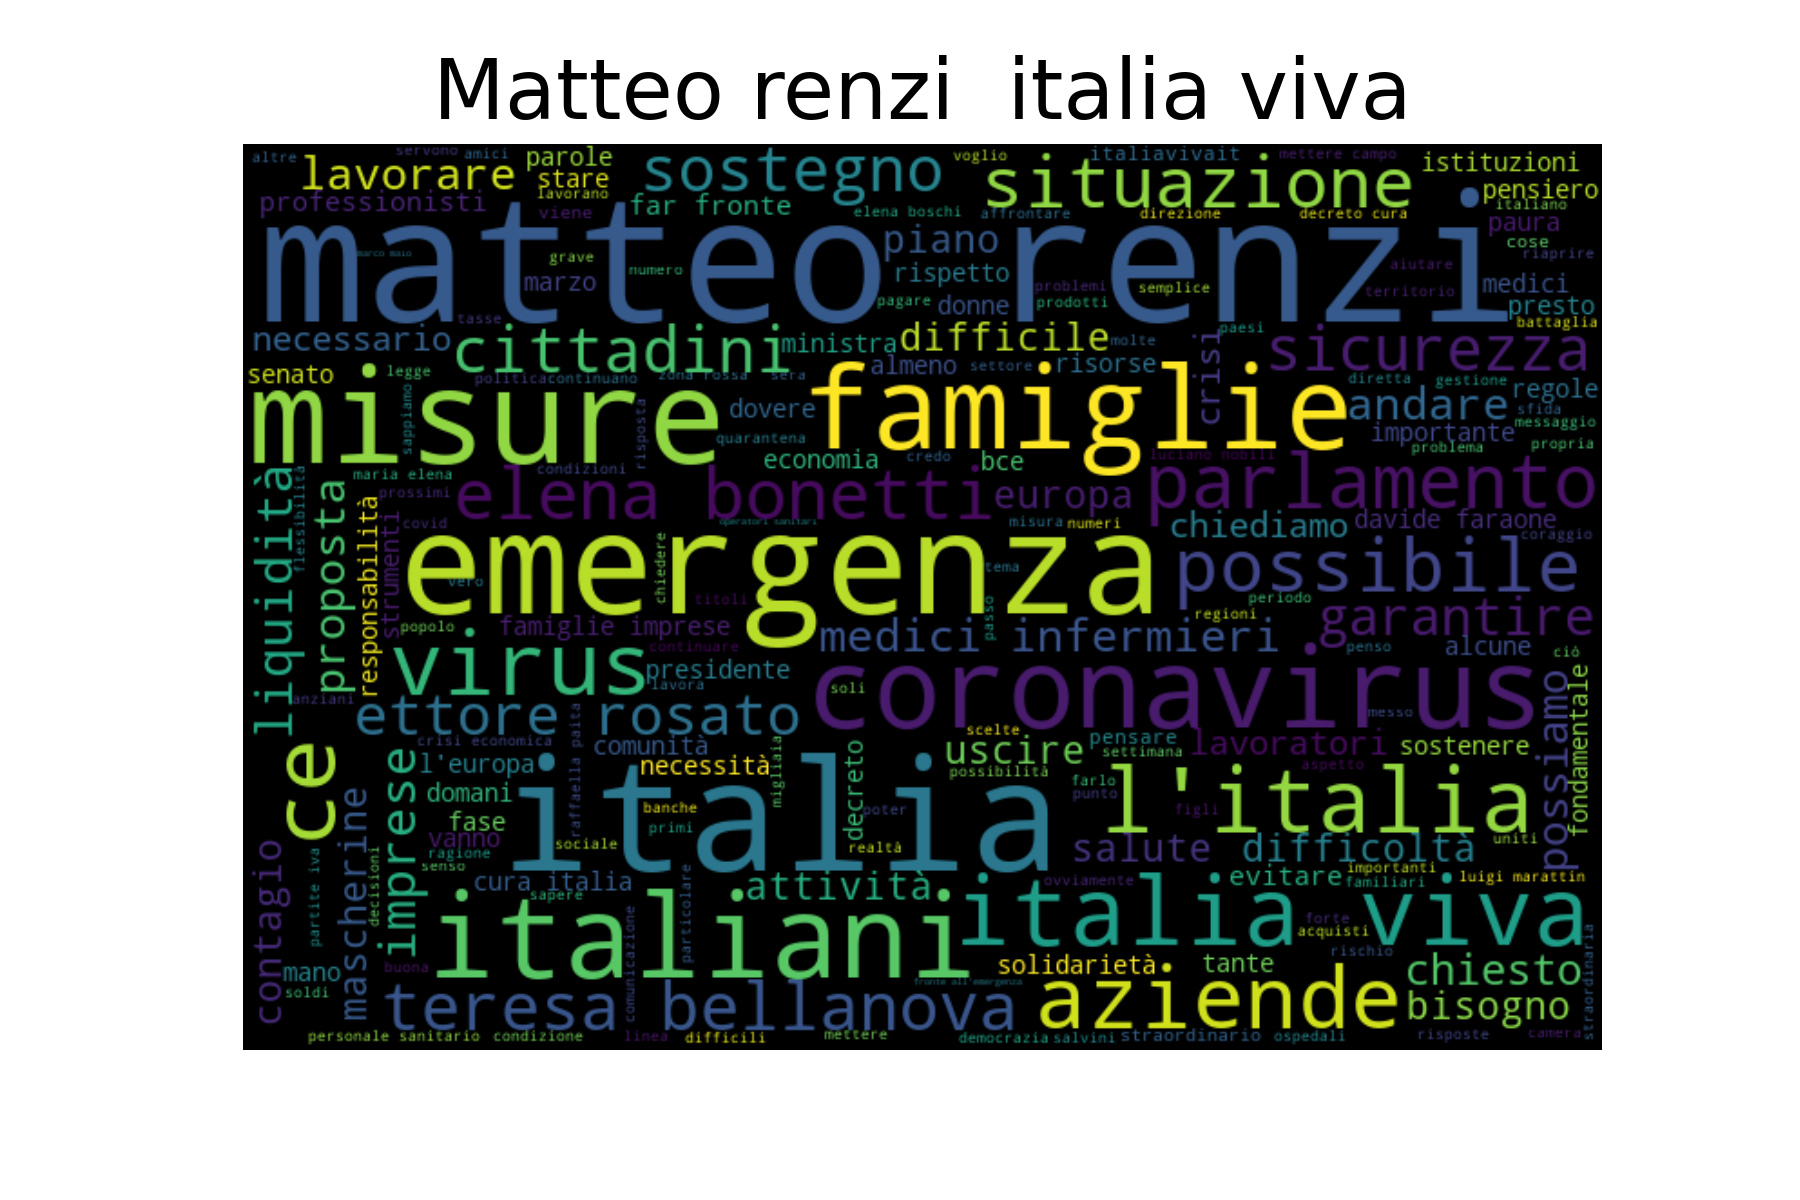 Matteo renzi  italia viva
altre
servono
amici
parole
sostegno
voglio
italiavivait
mettere campo
istituzioni
lavorare
stare
situazione
pensiero
professionisti
lavorano
viene
far fronte
elena boschi
affrontare
direzione
decreto cura
italiano
paura
matteo renzi
piano
cose
marco maio
grave
numero
rispetto
aiutare
riaprire
marzo
pagare
donne
problemi
prodotti
semplice
territorio
medici
presto
tasse
battaglia
necessario
cittadini
ministra
difficile
molte
paesi
crisi
sicurezza
senato
legge
politica
continuano
zona rossa
sera
almeno
settore
risorse
diretta
gestione
regole
misure
sappiamo
risposta
dovere
famiglie
andare
sfida
messaggio
quarantena
importante
problema
propria
liquidità
flessibilità
maria elena
condizioni
economia
credo
bce
luciano nobili
proposta
responsabilità
prossimi
elena bonetti
europa
parlamento
strumenti
covid
operatori sanitari
misura
numeri
chiediamo
davide faraone
coraggio
emergenza
vero
chiedere
tema
possibile
titoli
passo
periodo
regioni
garantire
popolo
famiglie imprese
continuare
medici infermieri
penso
alcune
ciò
virus
presidente
lavora
soli
coronavirus
possiamo
fondamentale
anziani
ettore rosato
messo
raffaella paita
scelte
ce
crisi economica
comunità
migliaia
decreto
uscire
pensare
settimana
lavoratori
sostenere
imprese
l'europa
necessità
possibilità
aspetto
mascherine
domani
italia
banche
poter
farlo
punto
l'italia
figli
fase
primi
vanno
sociale
realtà
salute
difficoltà
uniti
contagio
partite iva
decisioni
ragione
senso
importanti
cura italia
sapere
particolare
attività
ovviamente
evitare
familiari
luigi marattin
italiani
comunicazione
italia viva
forte
acquisti
rischio
straordinaria
mano
soldi
buona
fronte all'emergenza
solidarietà
tante
chiesto
teresa bellanova
aziende
bisogno
personale sanitario
condizione
linea
difficili
mettere
democrazia
salvini
straordinario
ospedali
risposte
camera